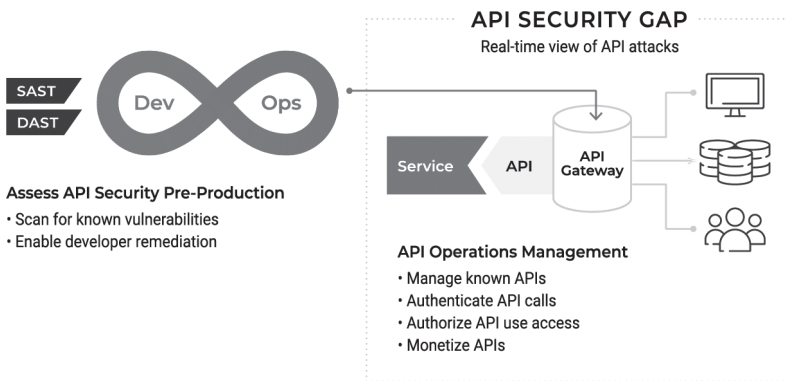 API SECURITY GAP
Real-time view of API attacks
SAST
DAST
Dev
Ops
Service
API
API
Gateway
Assess API Security Pre-Production
• Scan for known vulnerabilities
• Enable developer remediation
API Operations Management
• Manage known APIs
• Authenticate API calls
• Authorize API use access
• Monetize APIs